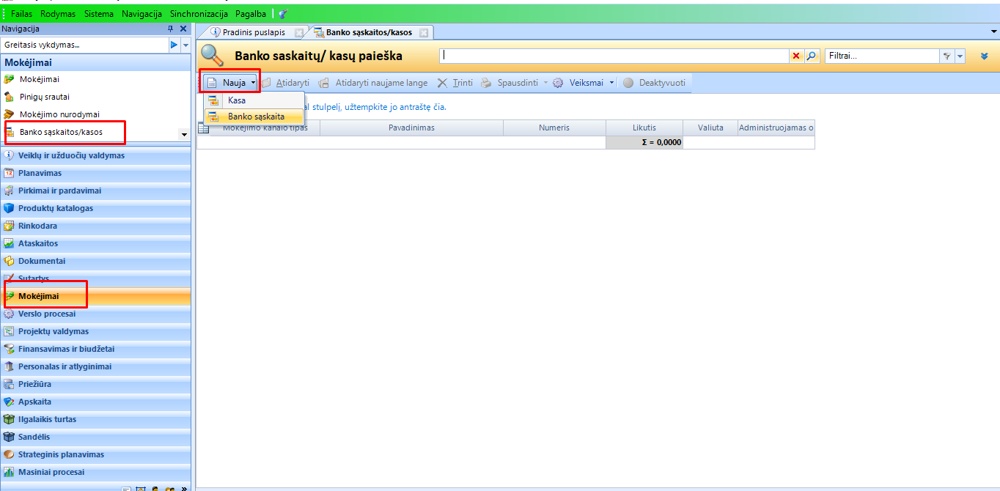 Failas Rodymas Sistema Navigacija Sinchronizacija Pagalba
Navigacija
Greitasis vykdymas...
Mokėjimai
Mokėjimai
Pinigų srautai
Mokėjimo nurodymai
Banko sąskaitos/kasos
Veiklų ir užduočių valdymas
Planavimas
Pirkimai ir pardavimai
Produktų katalogas
Rinkodara
Ataskaitos
Dokumentai
Sutartys
Mokėjimai
Verslo procesai
Projektų valdymas
Finansavimas ir biudžetai
Personalas ir atlyginimai
Priežiūra
Apskaita
Ilgalaikis turtas
Sandėlis
Strateginis planavimas
Masiniai procesai
Pradinis puslapis Banko sąskaitos/kasos
Banko saskaitų/ kasų paieška Filtrai...
Nauja Atidaryti Atidaryti naujame lange Trinti Spausdinti Veiksmai Deaktyvuoti
Kasa
Banko sąskaita
stulpelį, užtempkite jo antraštę čia.
Mokėjimo kanalo tipas Pavadinimas Numeris Likutis Valiuta Administruojamas o
Σ = 0,0000